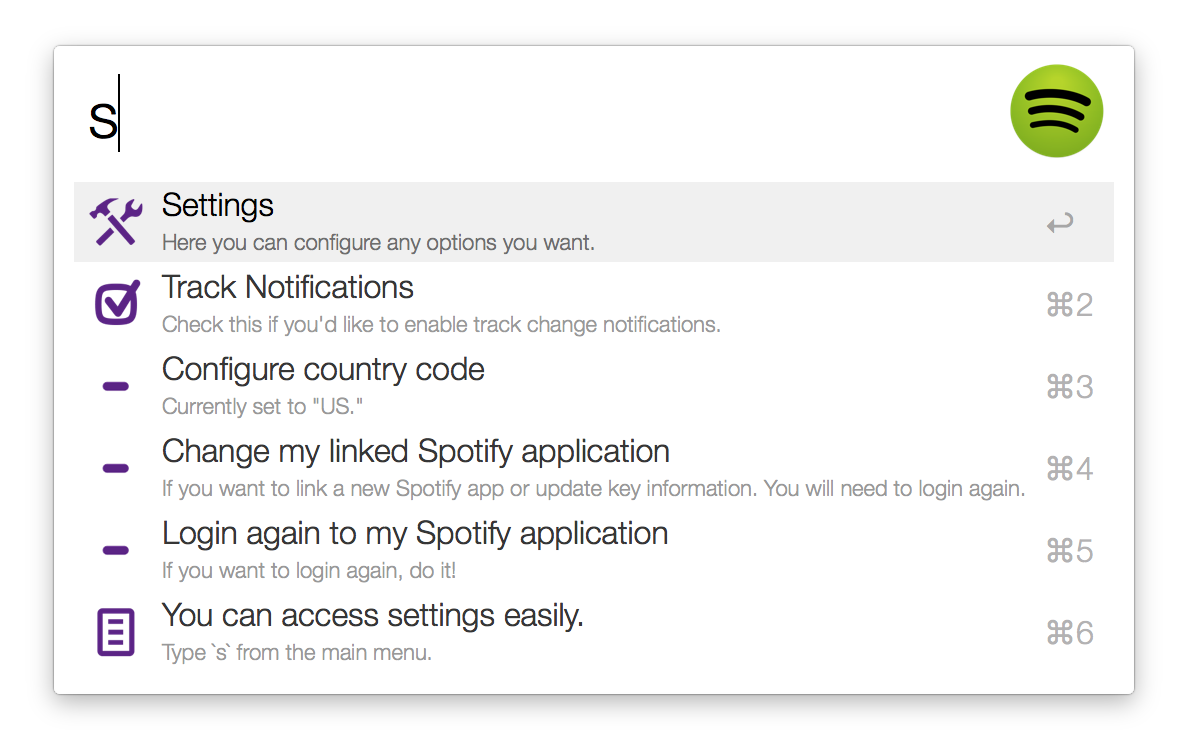 s
Settings
Here you can configure any options you want.
↩
Track Notifications
Check this if you'd like to enable track change notifications.
⌘2
Configure country code
Currently set to "US."
⌘3
Change my linked Spotify application
If you want to link a new Spotify app or update key information. You will need to login again.
⌘4
Login again to my Spotify application
If you want to login again, do it!
⌘5
You can access settings easily.
Type `s` from the main menu.
⌘6